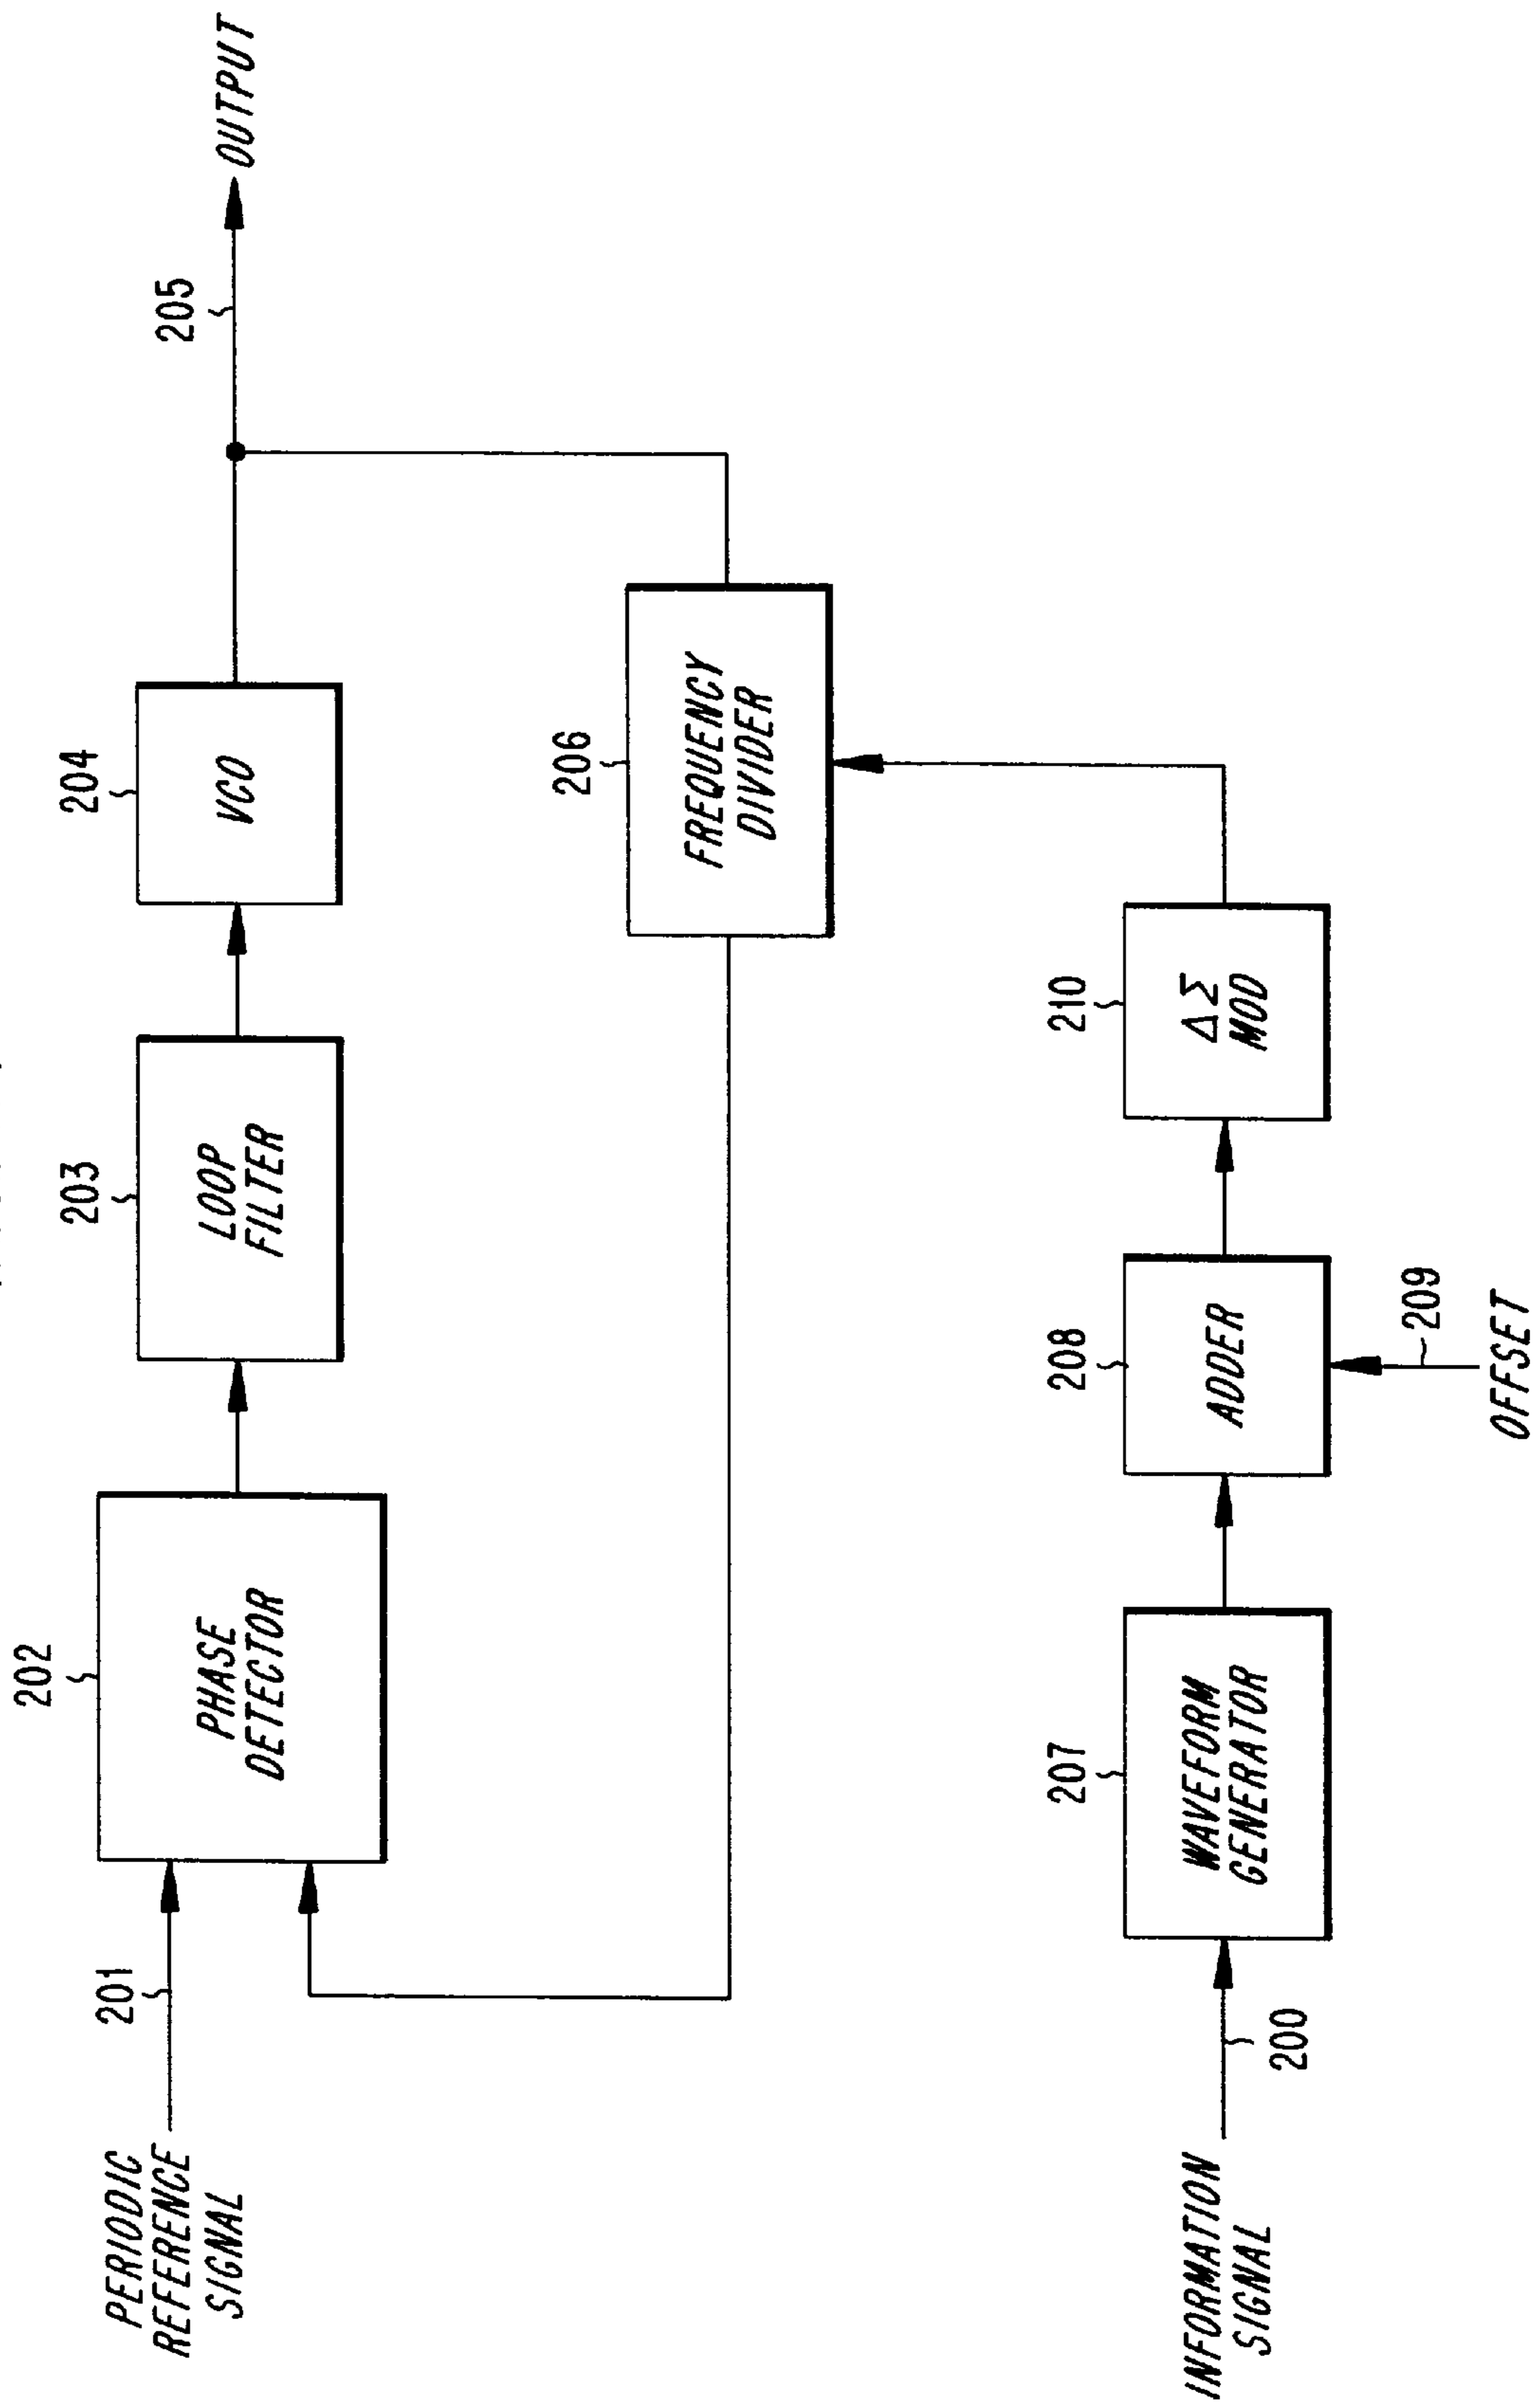 202
203
204
205
201
PERIODIC
REFERENCE
SIGNAL
PHASE
DETECTOR
LOOP
FILTER
VCO
OUTPUT
206
FREQUENCY
DIVIDER
207
208
210
INFORMATION
SIGNAL
200
WAVEFORM
GENERATOR
ADDER
ΔΣ
MOD
209
OFFSET